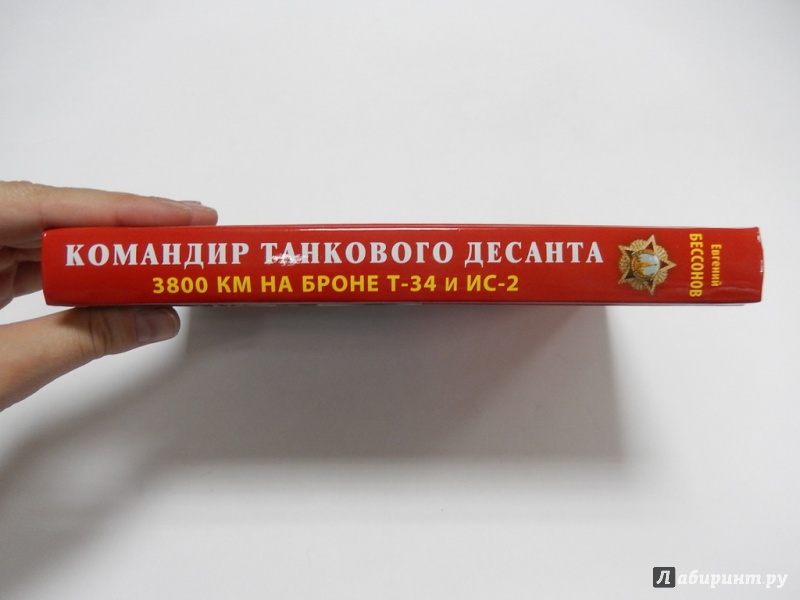 КОМАНДИР ТАНКОВОГО ДЕСАНТА
3800 КМ НА БРОНЕ Т-34 и ИС-2
Евгений
БЕССОНОВ
Лабиринт.ру